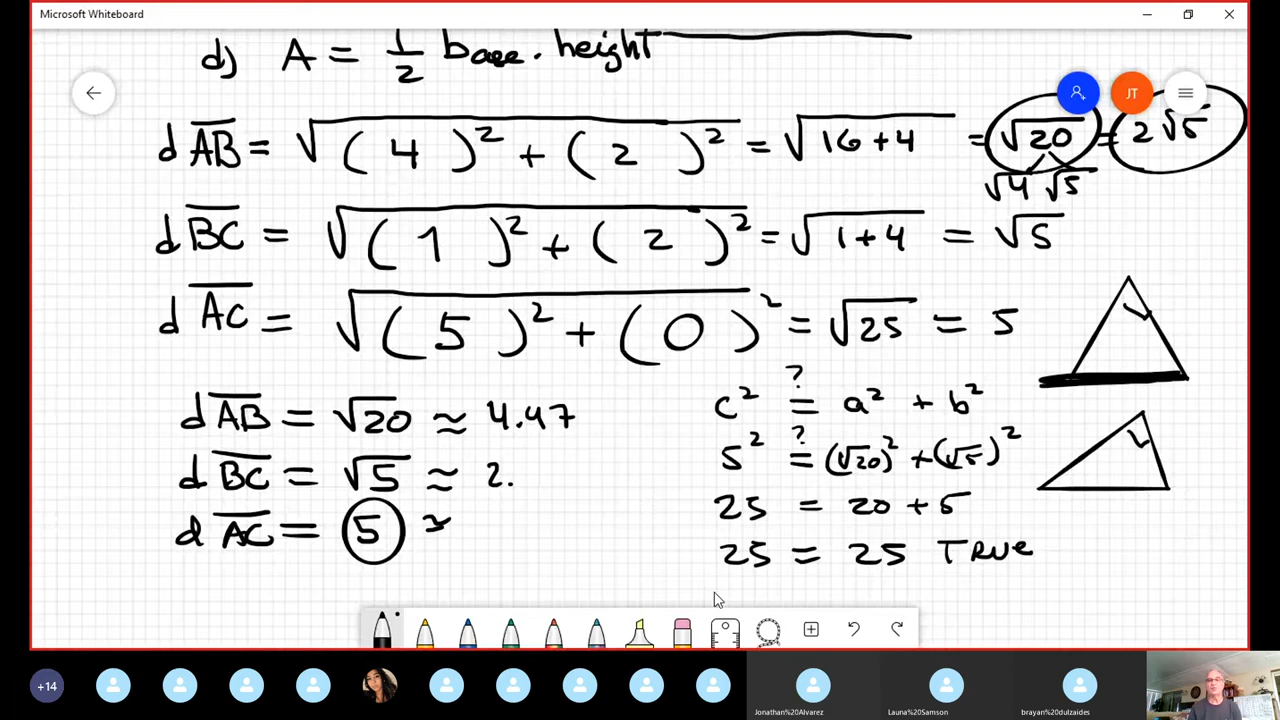 Microsoft Whiteboard
d) A = 1/2 base . height
JT
d AB = √(4)² + (2)² = √16+4 = √20 = 2√5
√4 √5
d BC = √(1)² + (2)² = √1+4 = √5
d AC = √(5)² + (0)² = √25 = 5
d AB = √20 ≈ 4.47
d BC = √5 ≈ 2.
d AC = 5 ≈
c² ?= a² + b²
5² ?= (√20)² + (√5)²
25 = 20 + 5
25 = 25 True
+14
Jonathan%20Alvarez
Launa%20Samson
brayan%20dulzaides